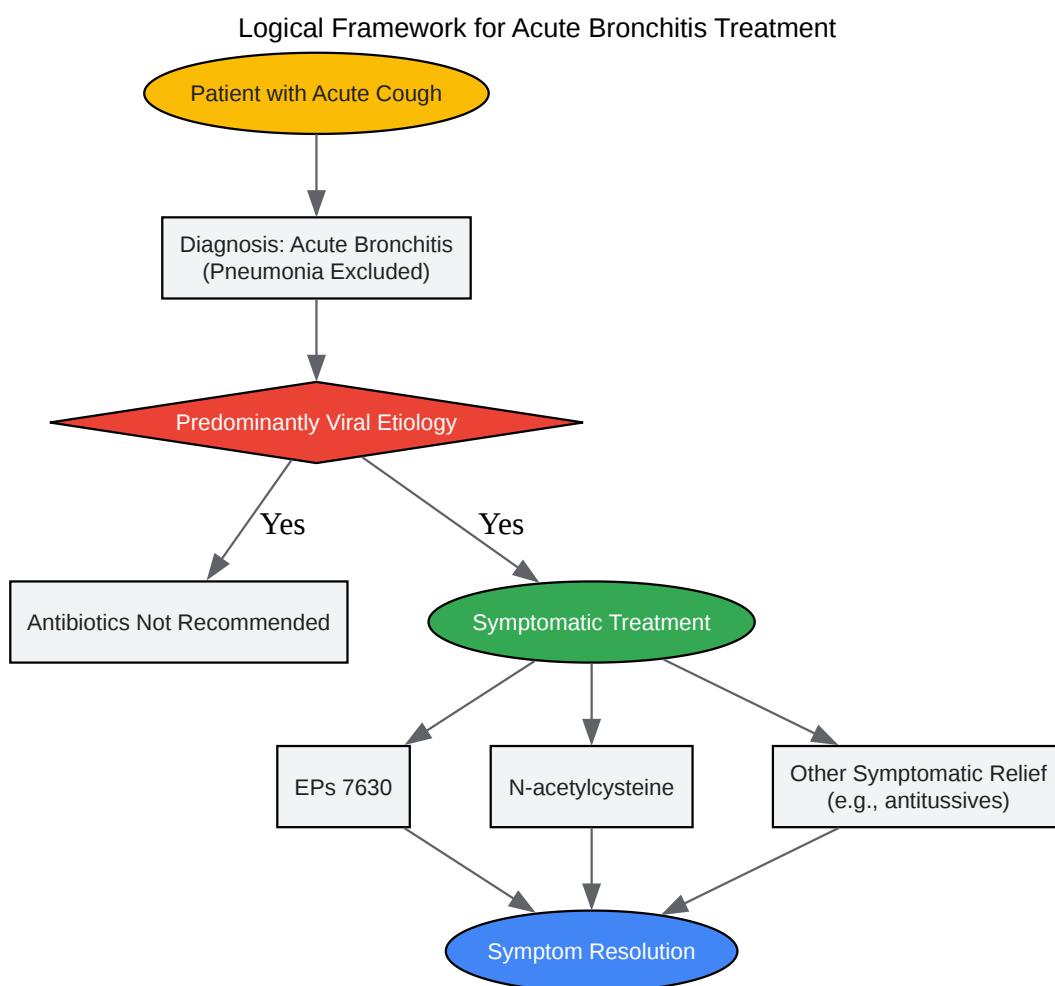 Logical Framework for Acute Bronchitis Treatment
Patient with Acute Cough
Diagnosis: Acute Bronchitis
(Pneumonia Excluded)
Predominantly Viral Etiology
Yes
Yes
Antibiotics Not Recommended
Symptomatic Treatment
EPs 7630
N-acetylcysteine
Other Symptomatic Relief
(e.g., antitussives)
Symptom Resolution